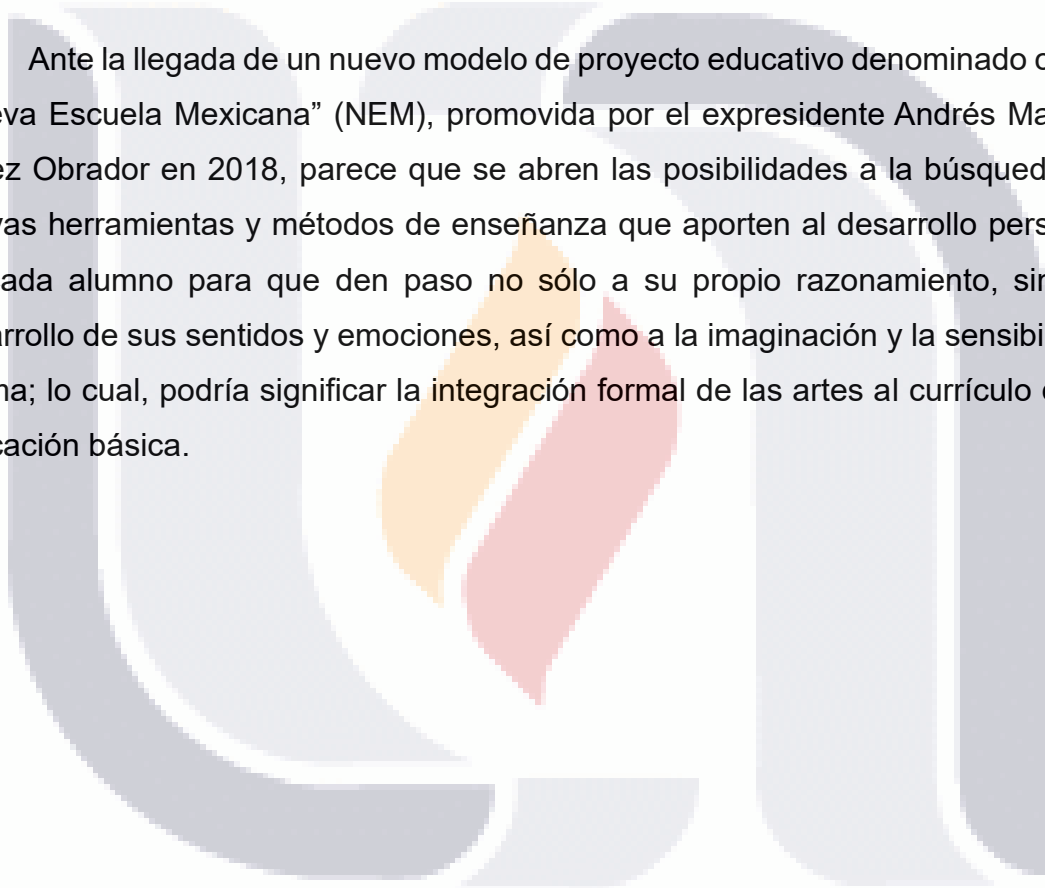 Ante la llegada de un nuevo modelo de proyecto educativo denominado
eva Escuela Mexicana” (NEM), promovida por el expresidente Andrés Ma
ez Obrador en 2018, parece que se abren las posibilidades a la búsqued
vas herramientas y métodos de enseñanza que aporten al desarrollo pers
ada alumno para que den paso no sólo a su propio razonamiento, sin
rrollo de sus sentidos y emociones, así como a la imaginación y la sensibi
na; lo cual, podría significar la integración formal de las artes al currículo
cación básica.